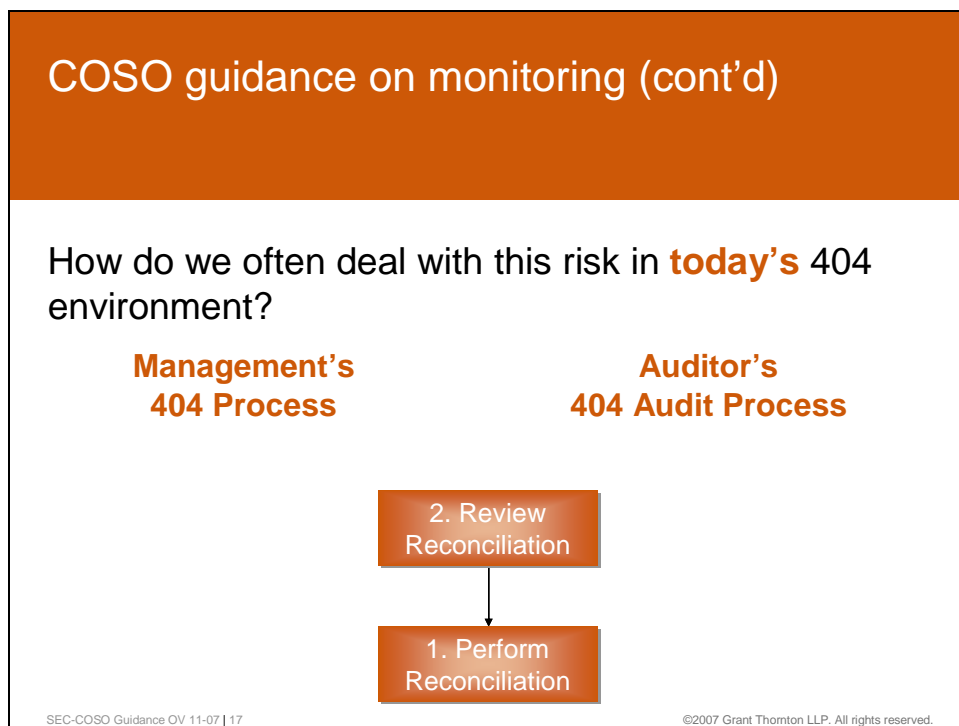 COSO guidance on monitoring (cont'd)
How do we often deal with this risk in today's 404
environment?
Management's
404 Process
Auditor's
404 Audit Process
2. Review
Reconciliation
1. Perform
Reconciliation
SEC-COSO Guidance OV 11-07 | 17
©2007 Grant Thornton LLP. All rights reserved.